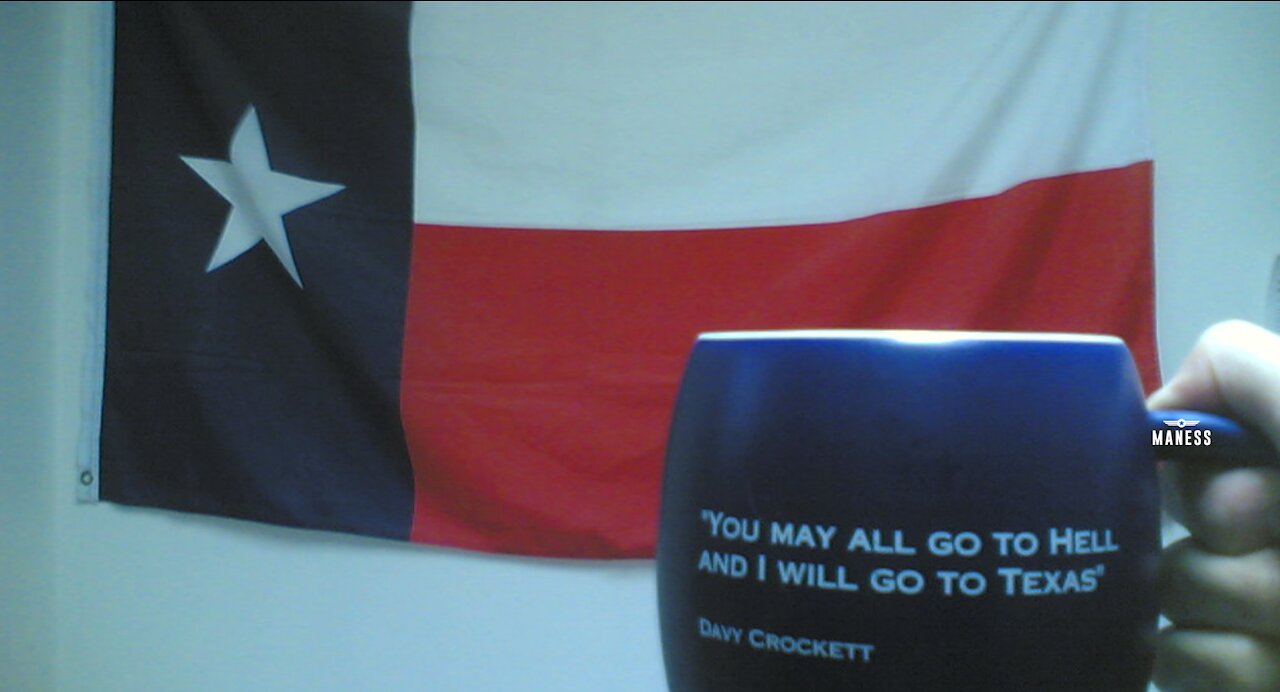 MANESS
"YOU MAY ALL GO TO HELL
AND I WILL GO TO TEXAS"
DAVY CROCKETT